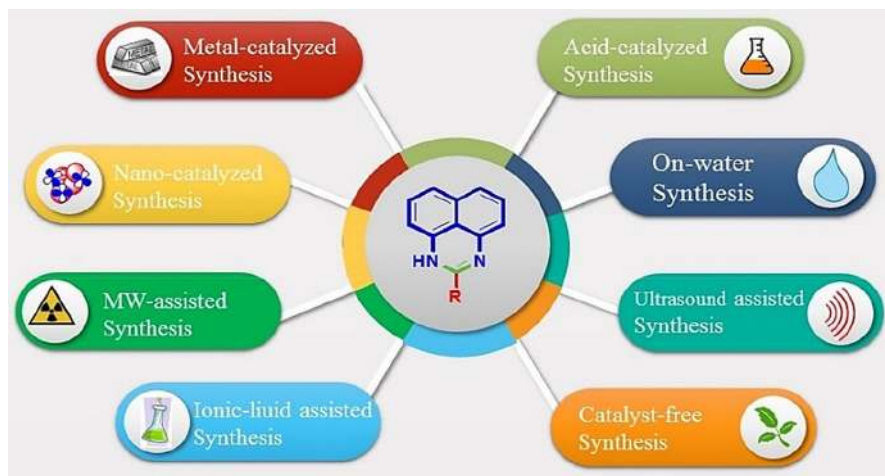 Metal-catalyzed
Synthesis
Acid-catalyzed
Synthesis
Nano-catalyzed
Synthesis
On-water
Synthesis
HN
N
R
MW-assisted
Synthesis
Ultrasound assisted
Synthesis
Ionic-liuid assisted
Synthesis
Catalyst-free
Synthesis